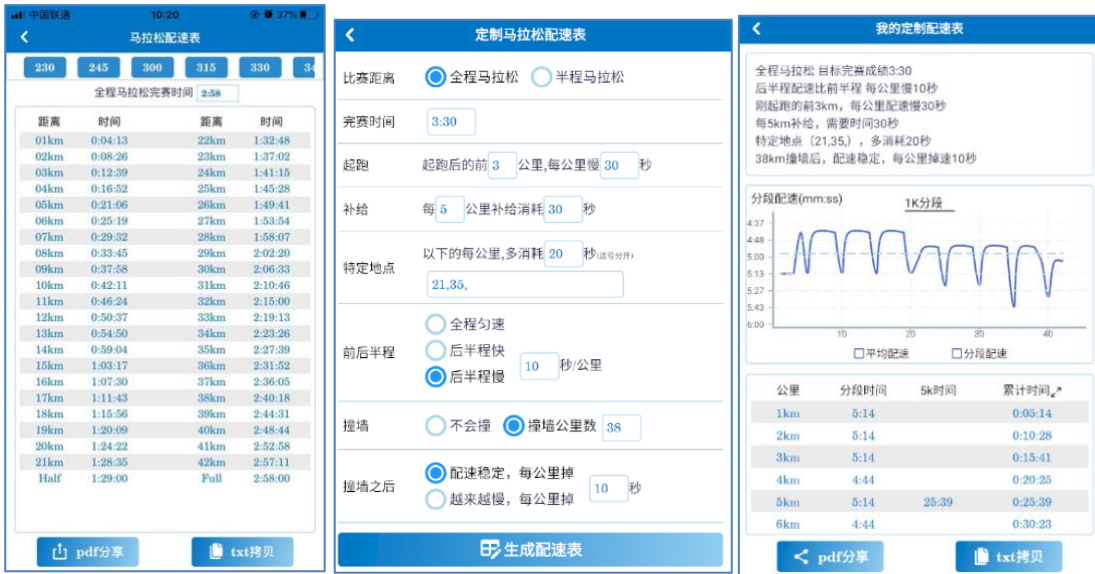 中国联通 10:20 37%
马拉松配速表
230 245 300 315 330 34
全程马拉松完赛时间 2:58
距离 时间 距离 时间
01km 0:04:13 22km 1:32:48
02km 0:08:26 23km 1:37:02
03km 0:12:39 24km 1:41:15
04km 0:16:52 25km 1:45:28
05km 0:21:06 26km 1:49:41
06km 0:25:19 27km 1:53:54
07km 0:29:32 28km 1:58:07
08km 0:33:45 29km 2:02:20
09km 0:37:58 30km 2:06:33
10km 0:42:11 31km 2:10:46
11km 0:46:24 32km 2:15:00
12km 0:50:37 33km 2:19:13
13km 0:54:50 34km 2:23:26
14km 0:59:04 35km 2:27:39
15km 1:03:17 36km 2:31:52
16km 1:07:30 37km 2:36:05
17km 1:11:43 38km 2:40:18
18km 1:15:56 39km 2:44:31
19km 1:20:09 40km 2:48:44
20km 1:24:22 41km 2:52:58
21km 1:28:35 42km 2:57:11
Half 1:29:00 Full 2:58:00
pdf分享 txt拷贝
定制马拉松配速表
比赛距离 全程马拉松 半程马拉松
完赛时间 3:30
起跑 起跑后的前 3 公里,每公里慢 30 秒
补给 每 5 公里补给消耗 30 秒
特定地点 以下的每公里,多消耗 20 秒(逗号分开)
21,35,
前后半程 全程匀速
后半程快
后半程慢 10 秒/公里
撞墙 不会撞 撞墙公里数 38
撞墙之后 配速稳定，每公里掉
越来越慢，每公里掉 10 秒
生成配速表
我的定制配速表
全程马拉松 目标完赛成绩3:30
后半程配速比前半程 每公里慢10秒
刚起跑的前3km，每公里配速慢30秒
每5km补给，需要时间30秒
特定地点（21,35,），多消耗20秒
38km撞墙后，配速稳定，每公里掉速10秒
分段配速(mm:ss) 1K分段
4:37
4:48
5:00
5:13
5:27
5:43
6:00
10 20 30 40
平均配速 分段配速
公里 分段时间 5k时间 累计时间
1km 5:14 0:05:14
2km 5:14 0:10:28
3km 5:14 0:15:41
4km 4:44 0:20:25
5km 5:14 25:39 0:25:39
6km 4:44 0:30:23
pdf分享 txt拷贝